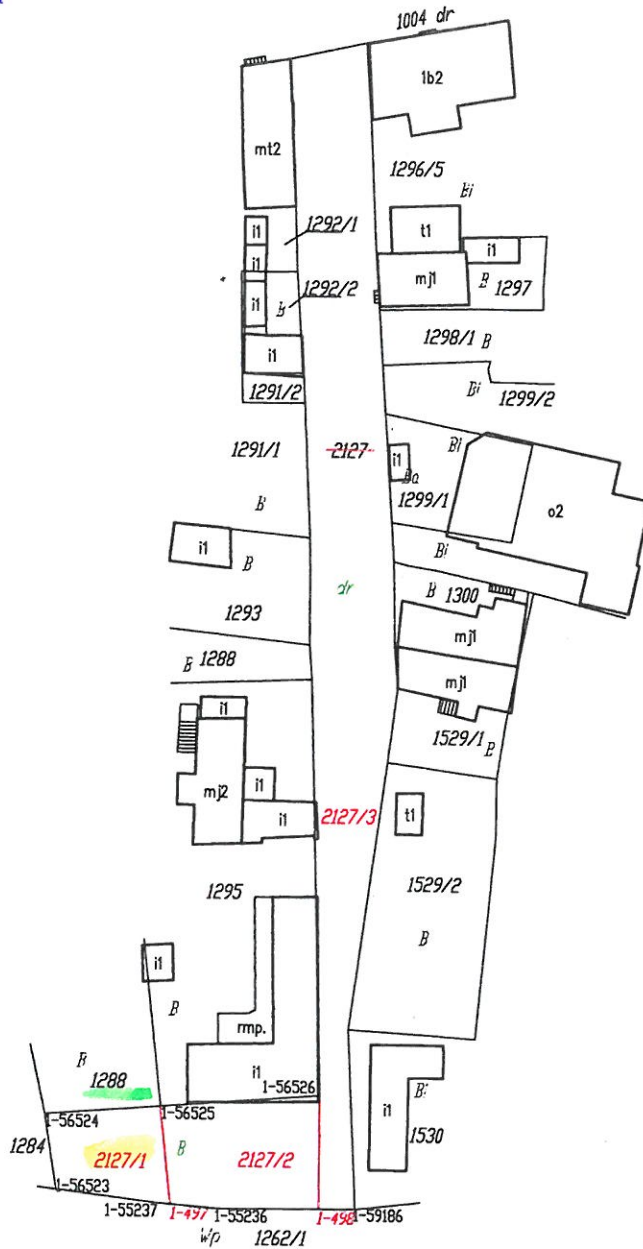 1004 dr
1b2
mt2
1296/5
Bi
i1
1292/1
t1
i1
i1
mj1
B
1297
1292/2
i1
B
1298/1 B
i1
Bi
1299/2
1291/2
1291/1
2127
Bi
i1
Ba
1299/1
o2
B
i1
B
Bi
dr
B
1300
1293
mj1
B 1288
mj1
i1
1529/1
B
mj2
i1
i1
2127/3
t1
1295
1529/2
B
i1
B
rmp.
B
1288
i1
1-56526
i1
Bi
1530
1-56524
1-56525
1284
2127/1
B
2127/2
1-56523
1-55237
1-497
1-55236
1-498
1-59186
Wp
1262/1